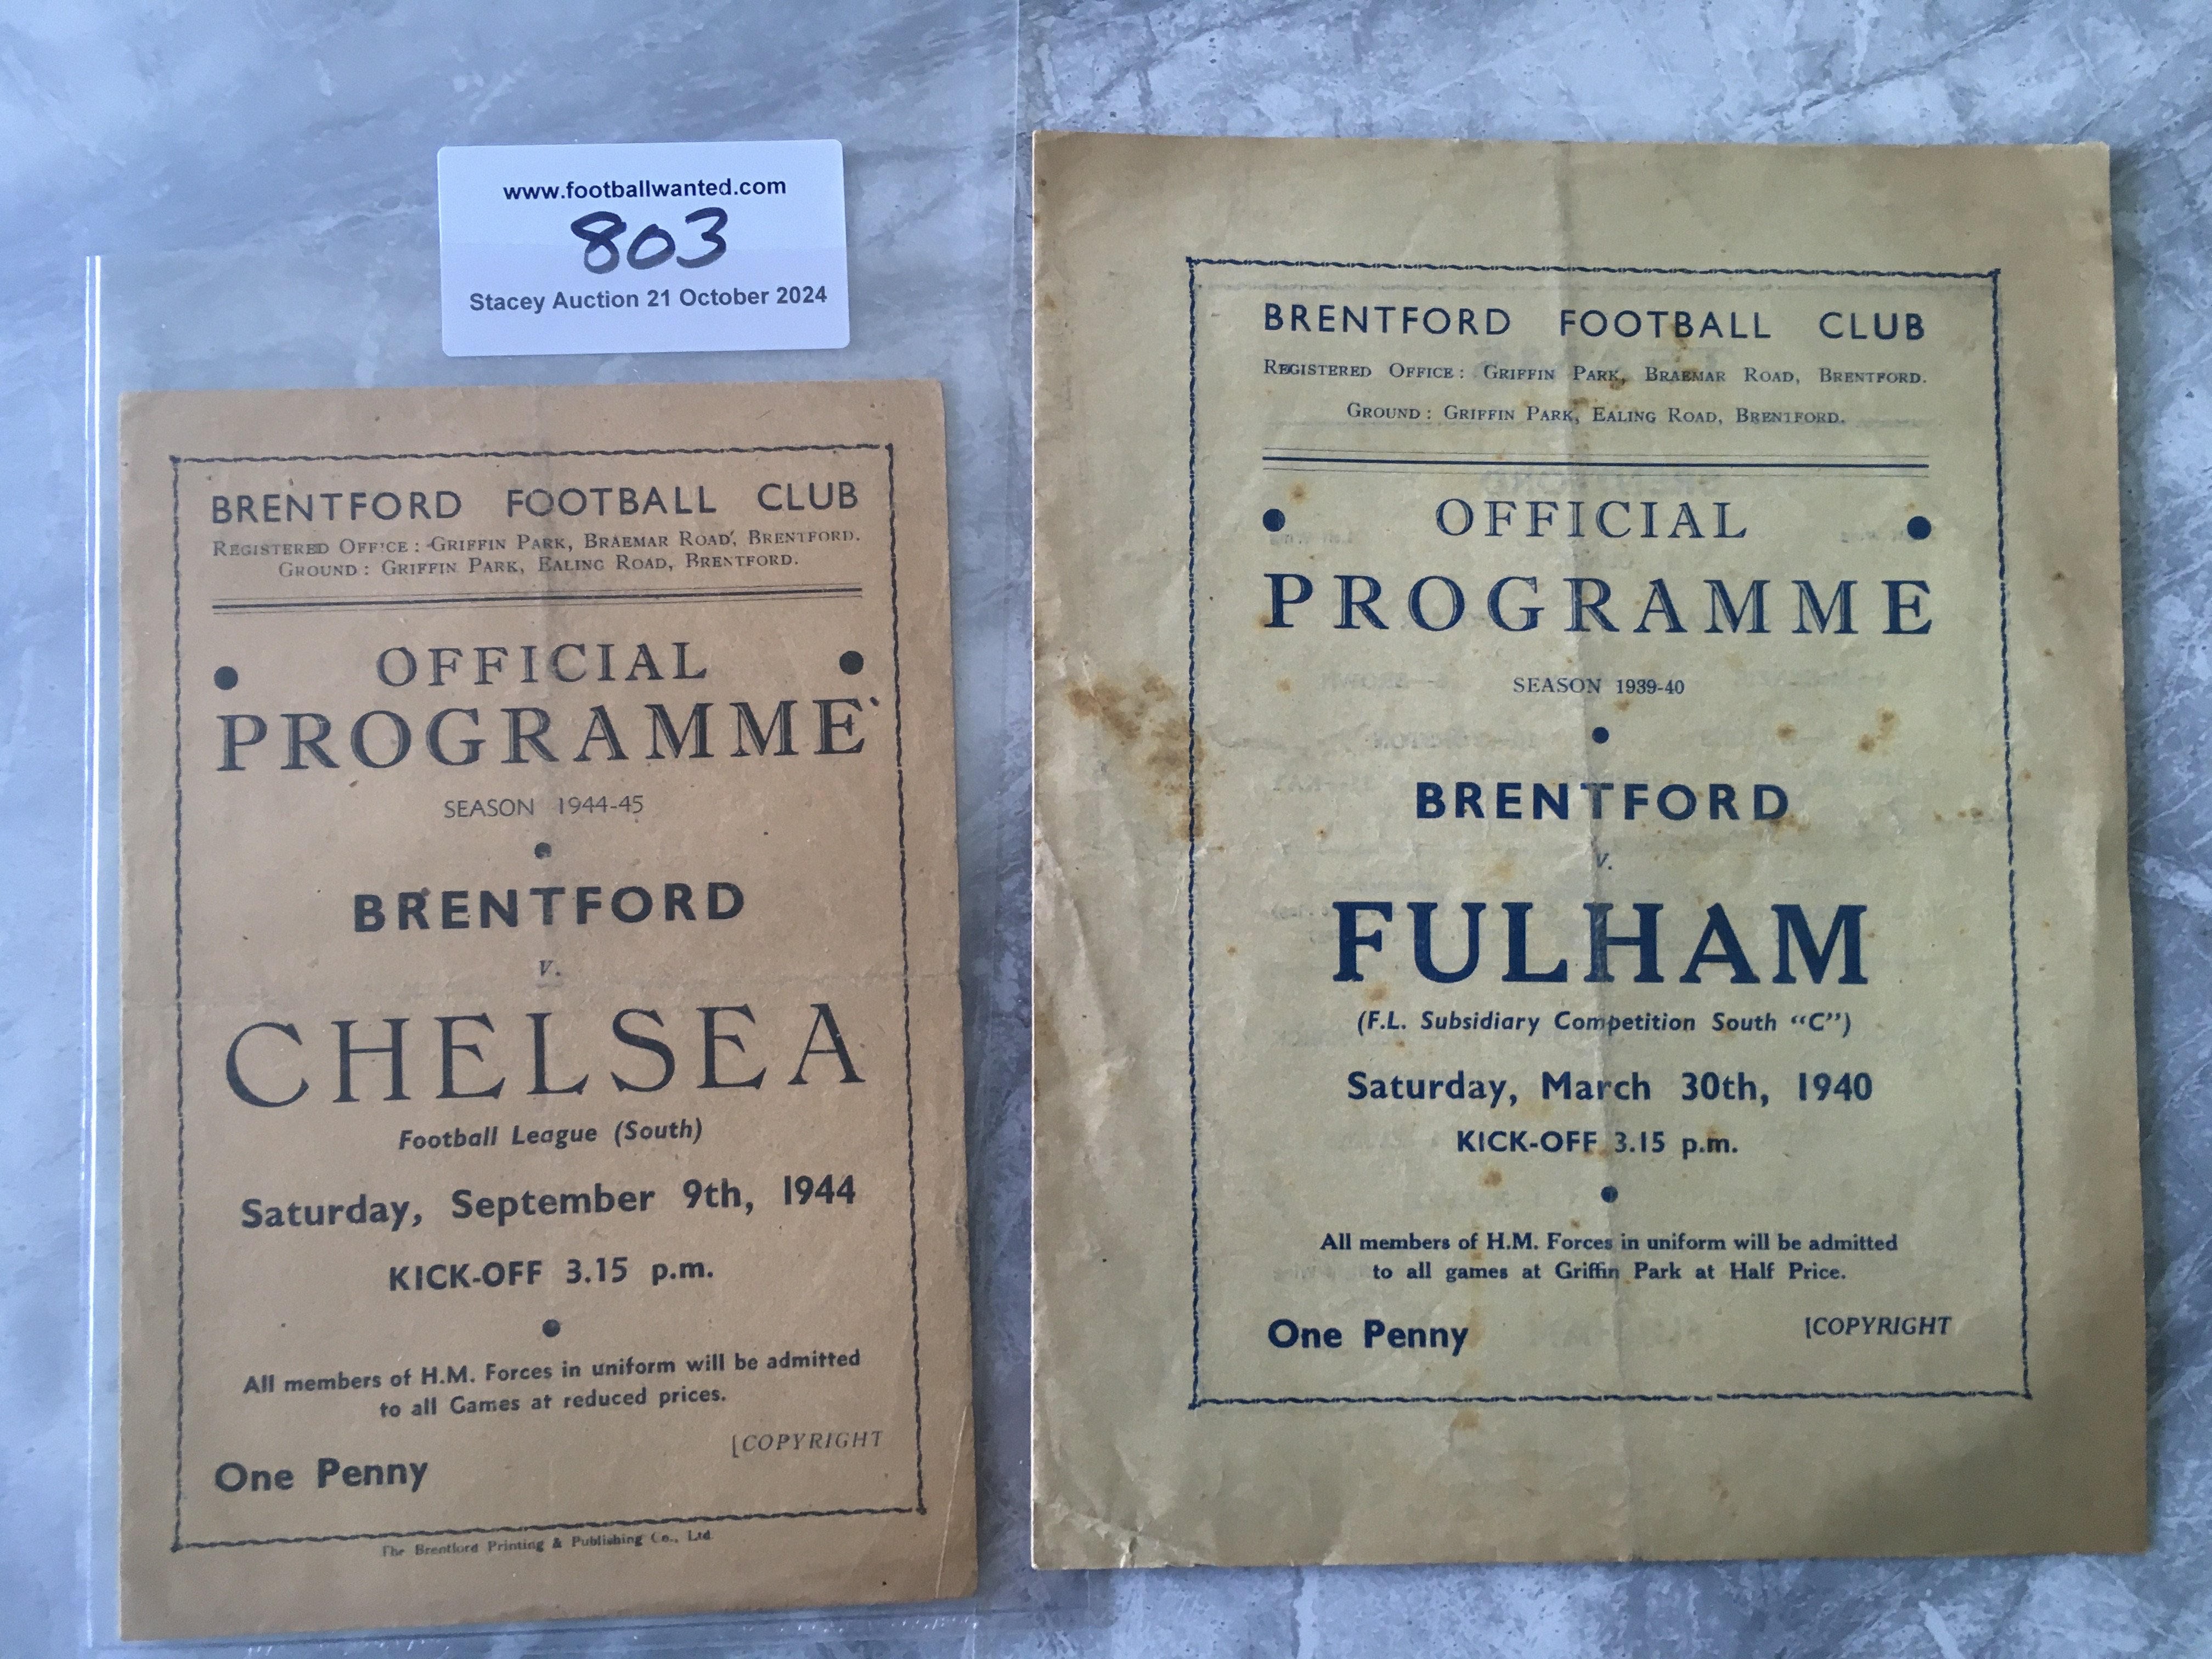 www.footballwanted.com
803
Stacey Auction 21 October 2024
BRENTFORD FOOTBALL CLUB
REGISTERED OFFICE: GRIFFIN PARK, BRAEMAR ROAD, BRENTFORD.
GROUND: GRIFFIN PARK, EALING ROAD, BRENTFORD.
OFFICIAL
PROGRAMME
SEASON 1944-45
BRENTFORD
v.
CHELSEA
Football League (South)
Saturday, September 9th, 1944
KICK-OFF 3.15 p.m.
All members of H.M. Forces in uniform will be admitted
to all Games at reduced prices.
[COPYRIGHT
One Penny
The Brentford Printing & Publishing Co., Ltd.
BRENTFORD FOOTBALL CLUB
REGISTERED OFFICE: GRIFFIN PARK, BRAEMAR ROAD, BRENTFORD.
GROUND: GRIFFIN PARK, EALING ROAD, BRENTFORD.
OFFICIAL
PROGRAMME
SEASON 1939-40
BRENTFORD
v.
FULHAM
(F.L. Subsidiary Competition South "C")
Saturday, March 30th, 1940
KICK-OFF 3.15 p.m.
All members of H.M. Forces in uniform will be admitted
to all games at Griffin Park at Half Price.
One Penny [COPYRIGHT